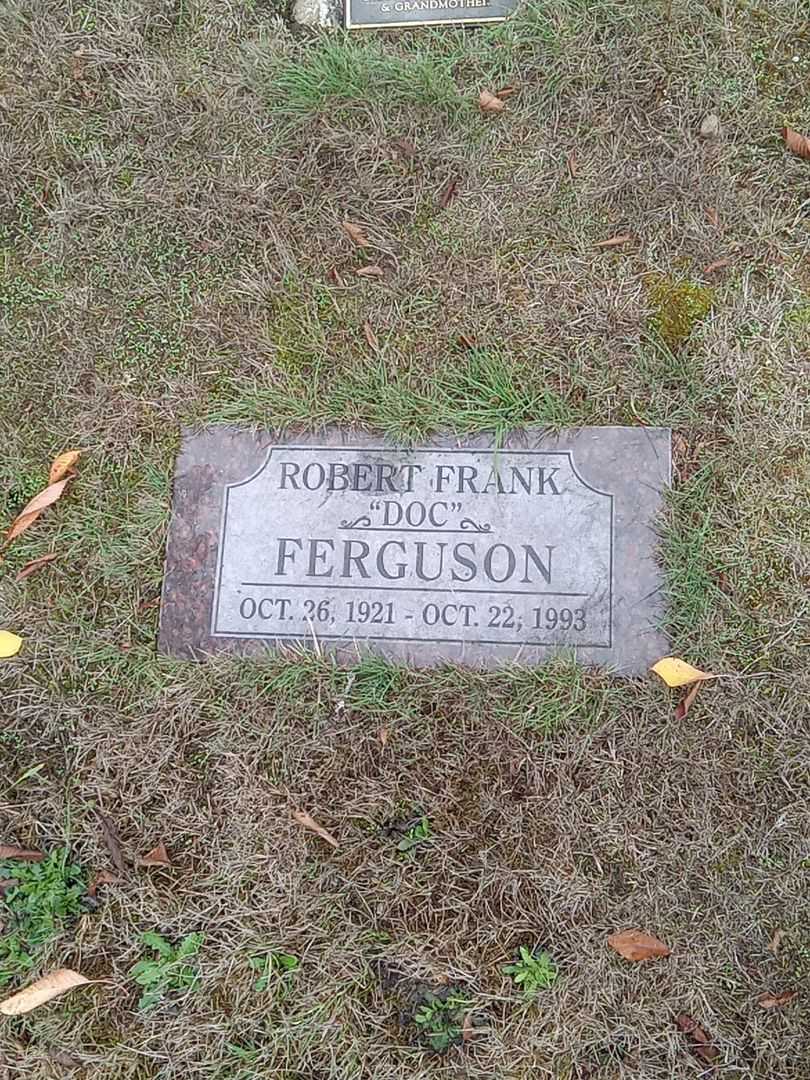 & GRANDMOTHER
ROBERT FRANK
“DOC”
FERGUSON
OCT. 26, 1921 - OCT. 22, 1993